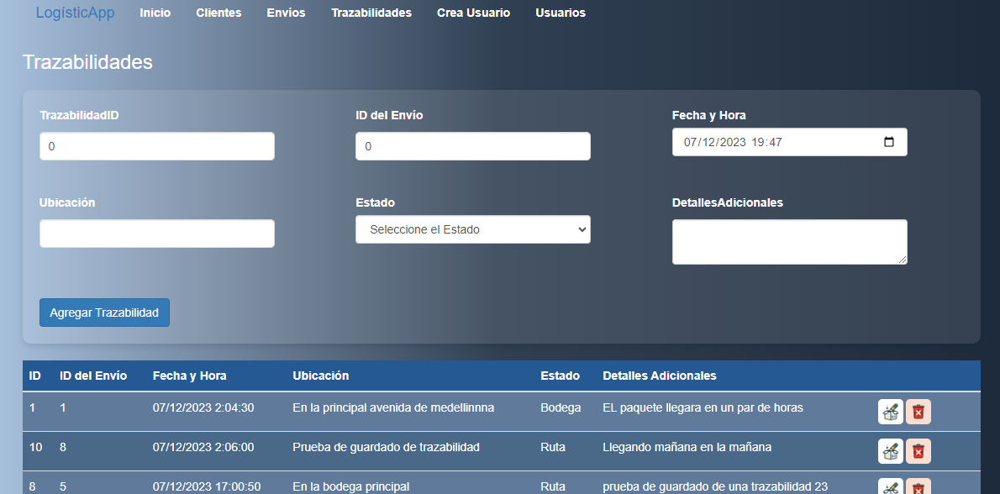 LogísticApp Inicio Clientes Envíos Trazabilidades Crea Usuario Usuarios
Trazabilidades
TrazabilidadID ID del Envío Fecha y Hora
0 0 07/12/2023 19:47
Ubicación Estado DetallesAdicionales
Seleccione el Estado
Agregar Trazabilidad
ID ID del Envío Fecha y Hora Ubicación Estado Detalles Adicionales
1 1 07/12/2023 2:04:30 En la principal avenida de medellinnna Bodega EL paquete llegara en un par de horas
10 8 07/12/2023 2:06:00 Prueba de guardado de trazabilidad Ruta Llegando mañana en la mañana
8 5 07/12/2023 17:00:50 En la bodega principal Ruta prueba de guardado de una trazabilidad 23